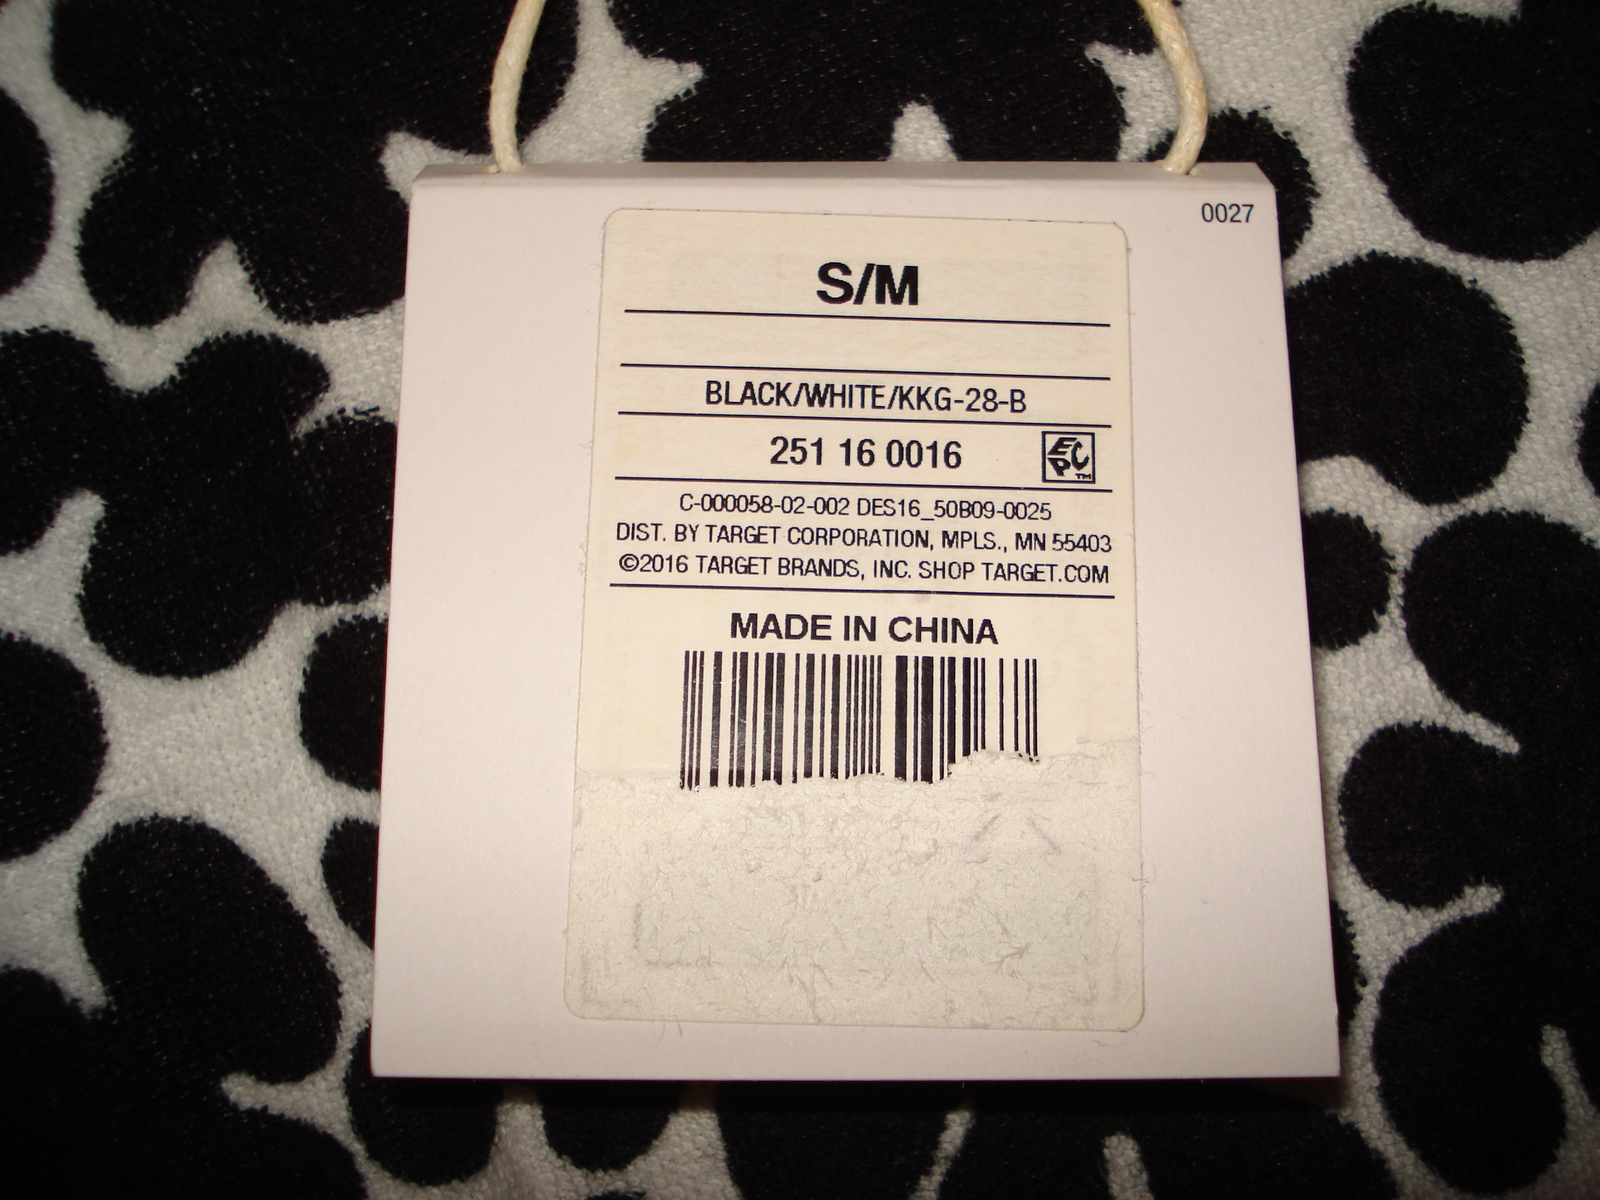 0027
S/M
BLACK/WHITE/KKG-28-B
251 16 0016
EPC™
C-000058-02-002 DES16_50B09-0025
DIST. BY TARGET CORPORATION, MPLS., MN 55403
©2016 TARGET BRANDS, INC. SHOP TARGET.COM
MADE IN CHINA